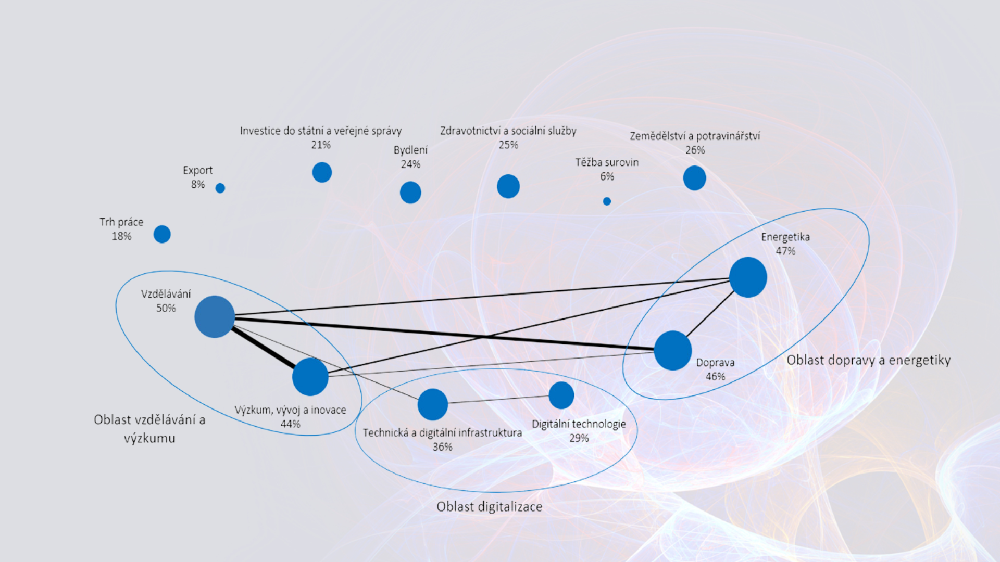 Investice do státní a veřejné správy
21%
Zdravotnictví a sociální služby
25%
Zemědělství a potravinářství
26%
Bydlení
24%
Těžba surovin
6%
Export
8%
Trh práce
18%
Energetika
47%
Vzdělávání
50%
Doprava
46%
Oblast dopravy a energetiky
Výzkum, vývoj a inovace
44%
Oblast vzdělávání a
výzkumu
Technická a digitální infrastruktura
36%
Digitální technologie
29%
Oblast digitalizace